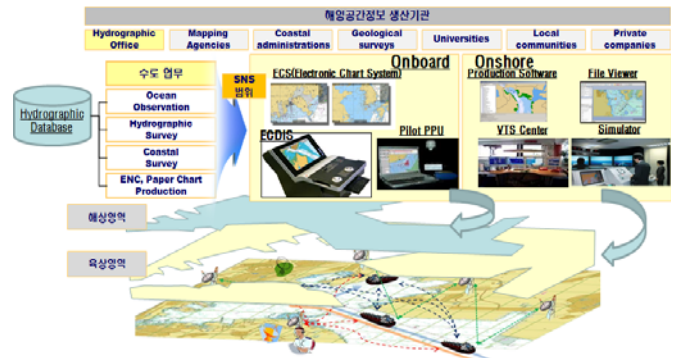 해양공간정보 생산기관
Hydrographic
Office
Mapping
Agencies
Coastal
administrations
Geological
surveys
Universities
Local
communities
Private
companies
수도 업무
Ocean
Observation
Hydrographic
Survey
Coastal
Survey
ENC, Paper Chart
Production
Hydrographic
Database
SNS
범위
Onboard
ECS(Electronic Chart System)
ECDIS
Pilot PPU
Onshore
Production Software
File Viewer
VTS Center
Simulator
해상영역
육상영역